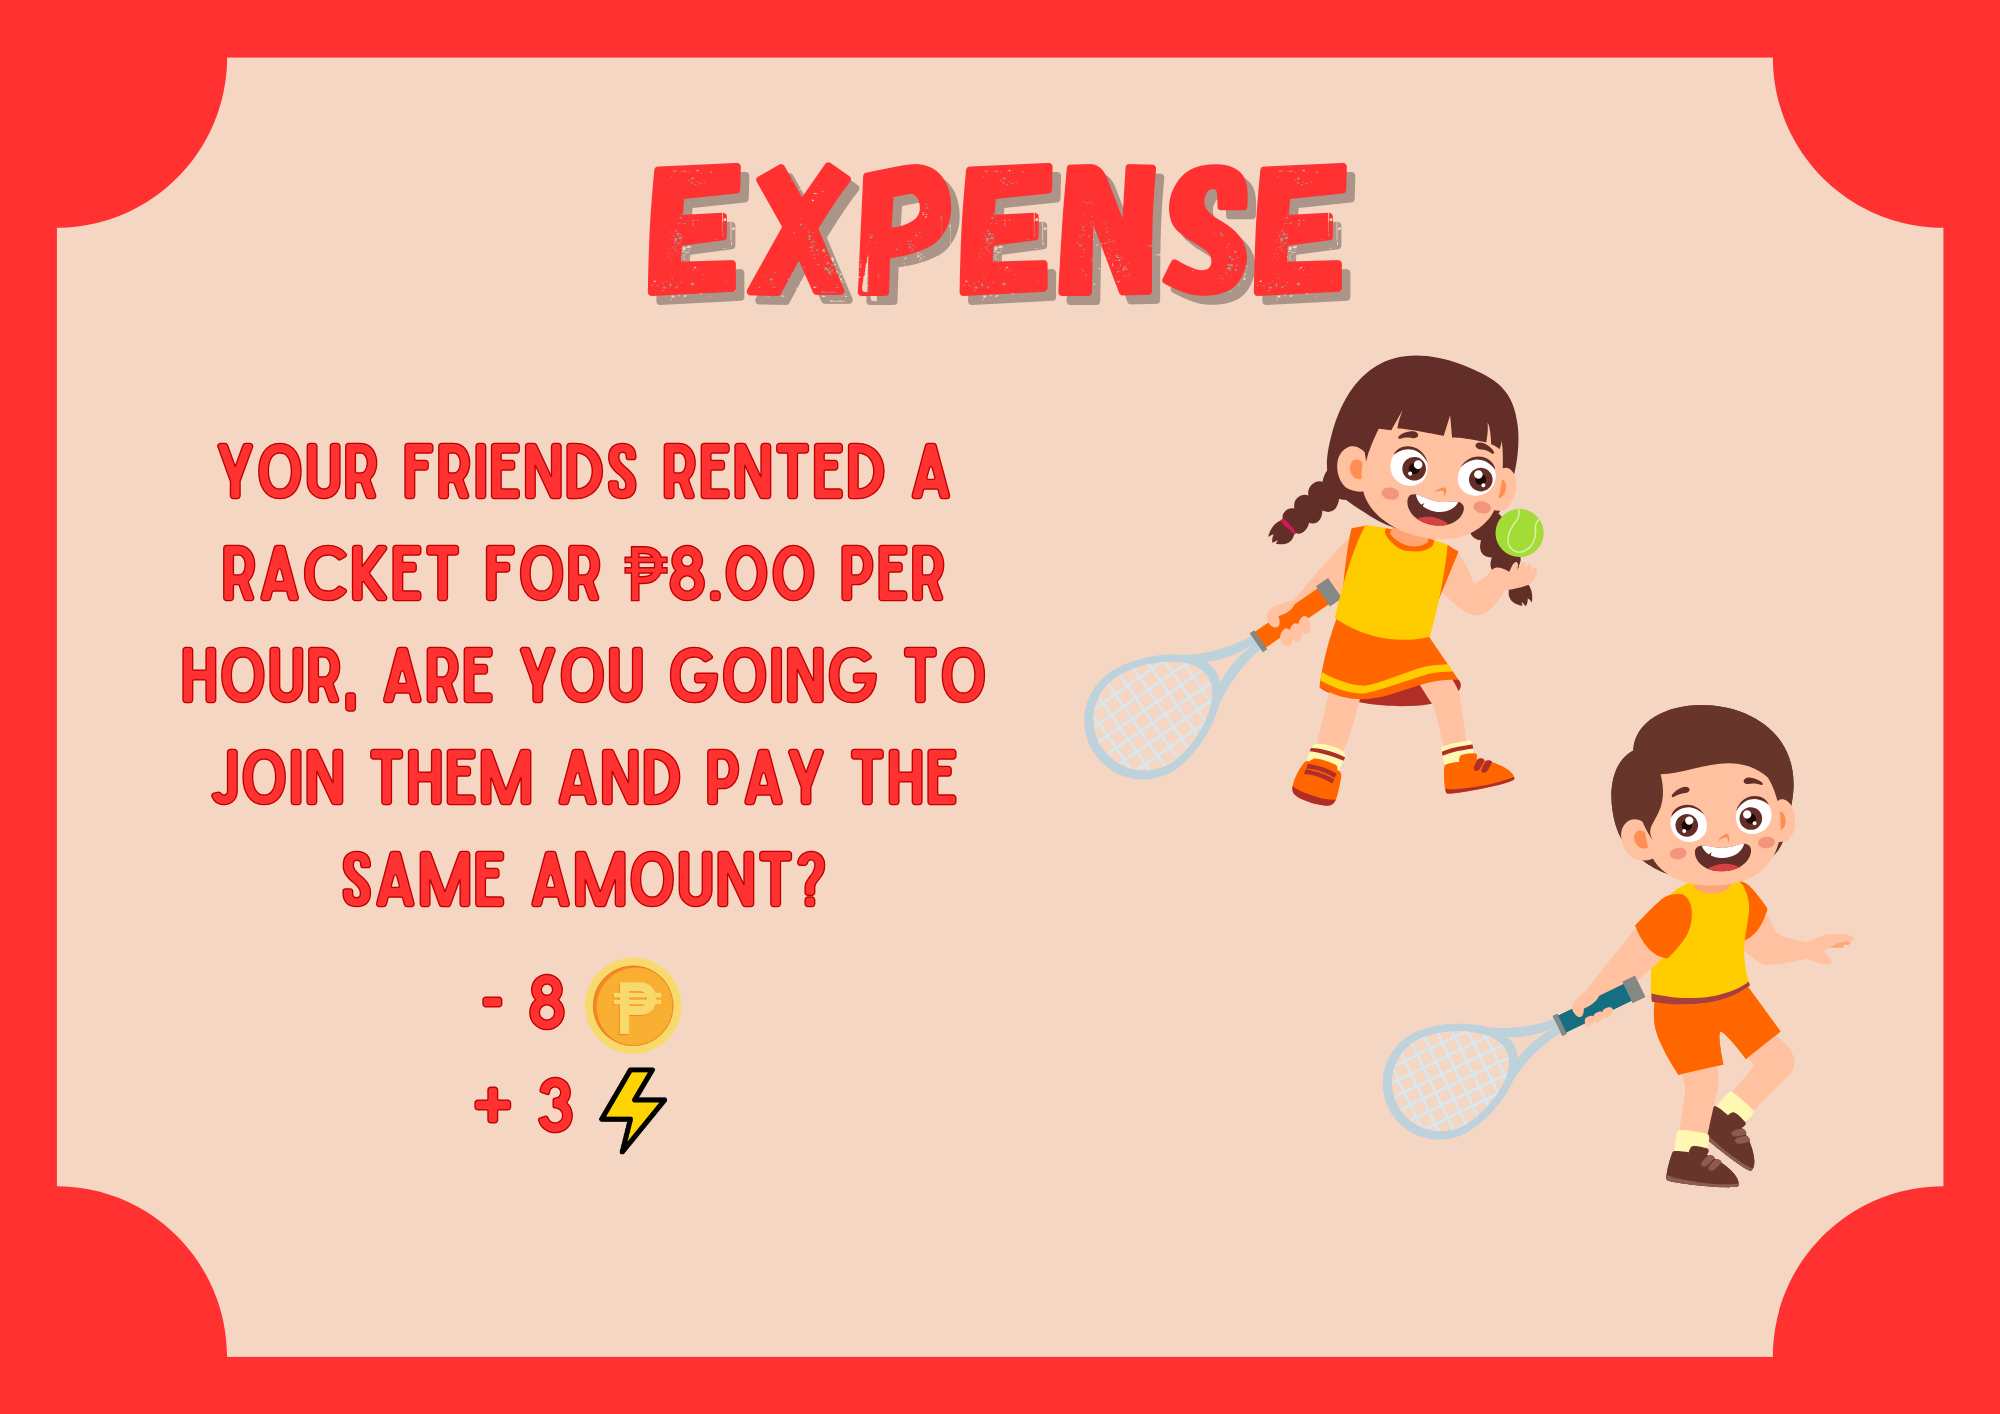 EXPENSE
YOUR FRIENDS RENTED A
RACKET FOR ₱8.00 PER
HOUR, ARE YOU GOING TO
JOIN THEM AND PAY THE
SAME AMOUNT?
- 8 ₱
+ 3